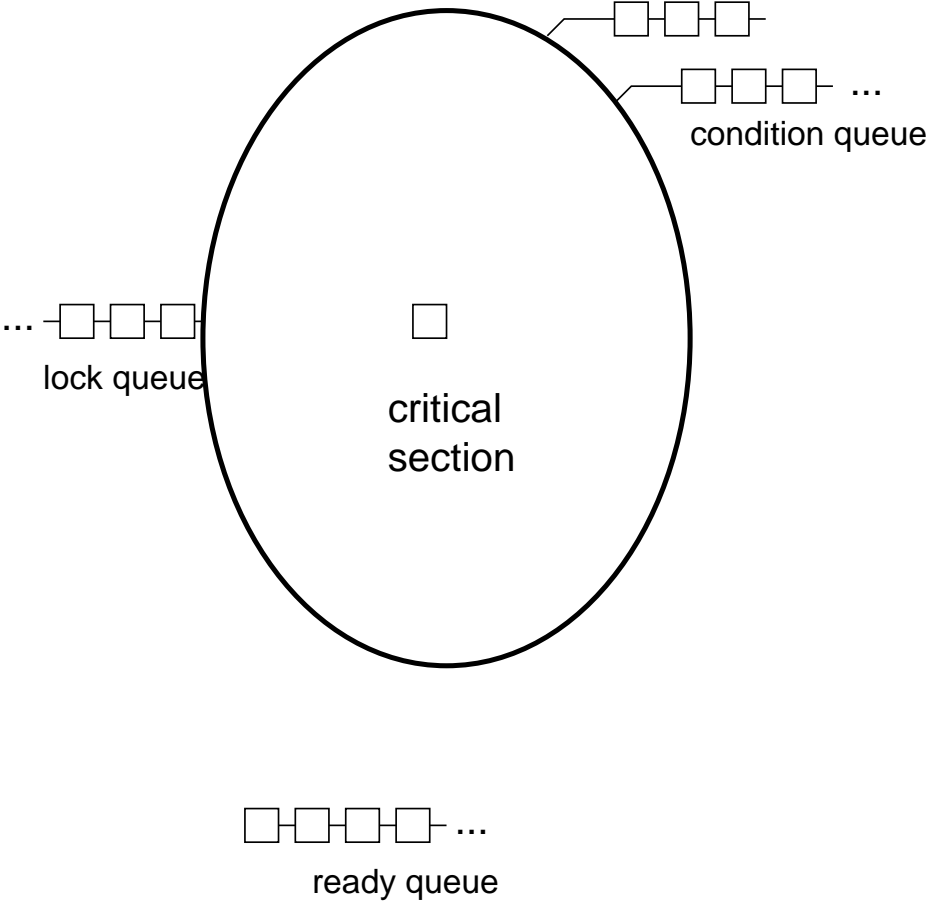 ...
condition queue
...
lock queue
critical
section
...
ready queue